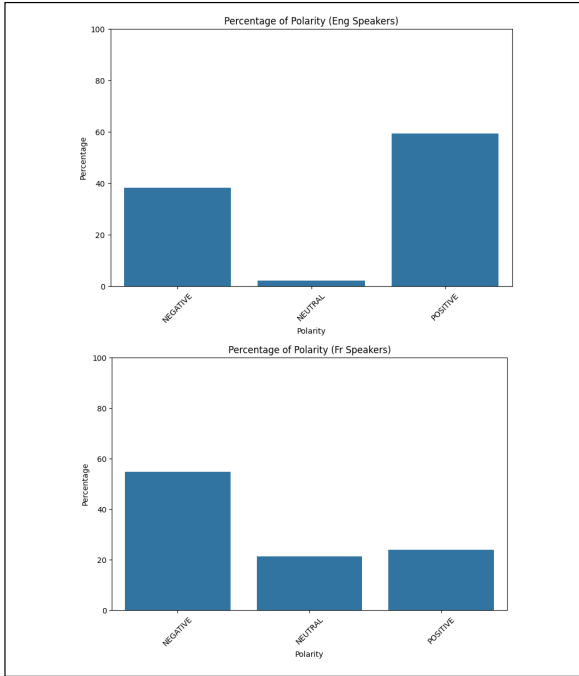 Percentage of Polarity (Eng Speakers)
100
80
60
40
20
0
Percentage
NEGATIVE
NEUTRAL
POSITIVE
Polarity
Percentage of Polarity (Fr Speakers)
100
80
60
40
20
0
Percentage
NEGATIVE
NEUTRAL
POSITIVE
Polarity